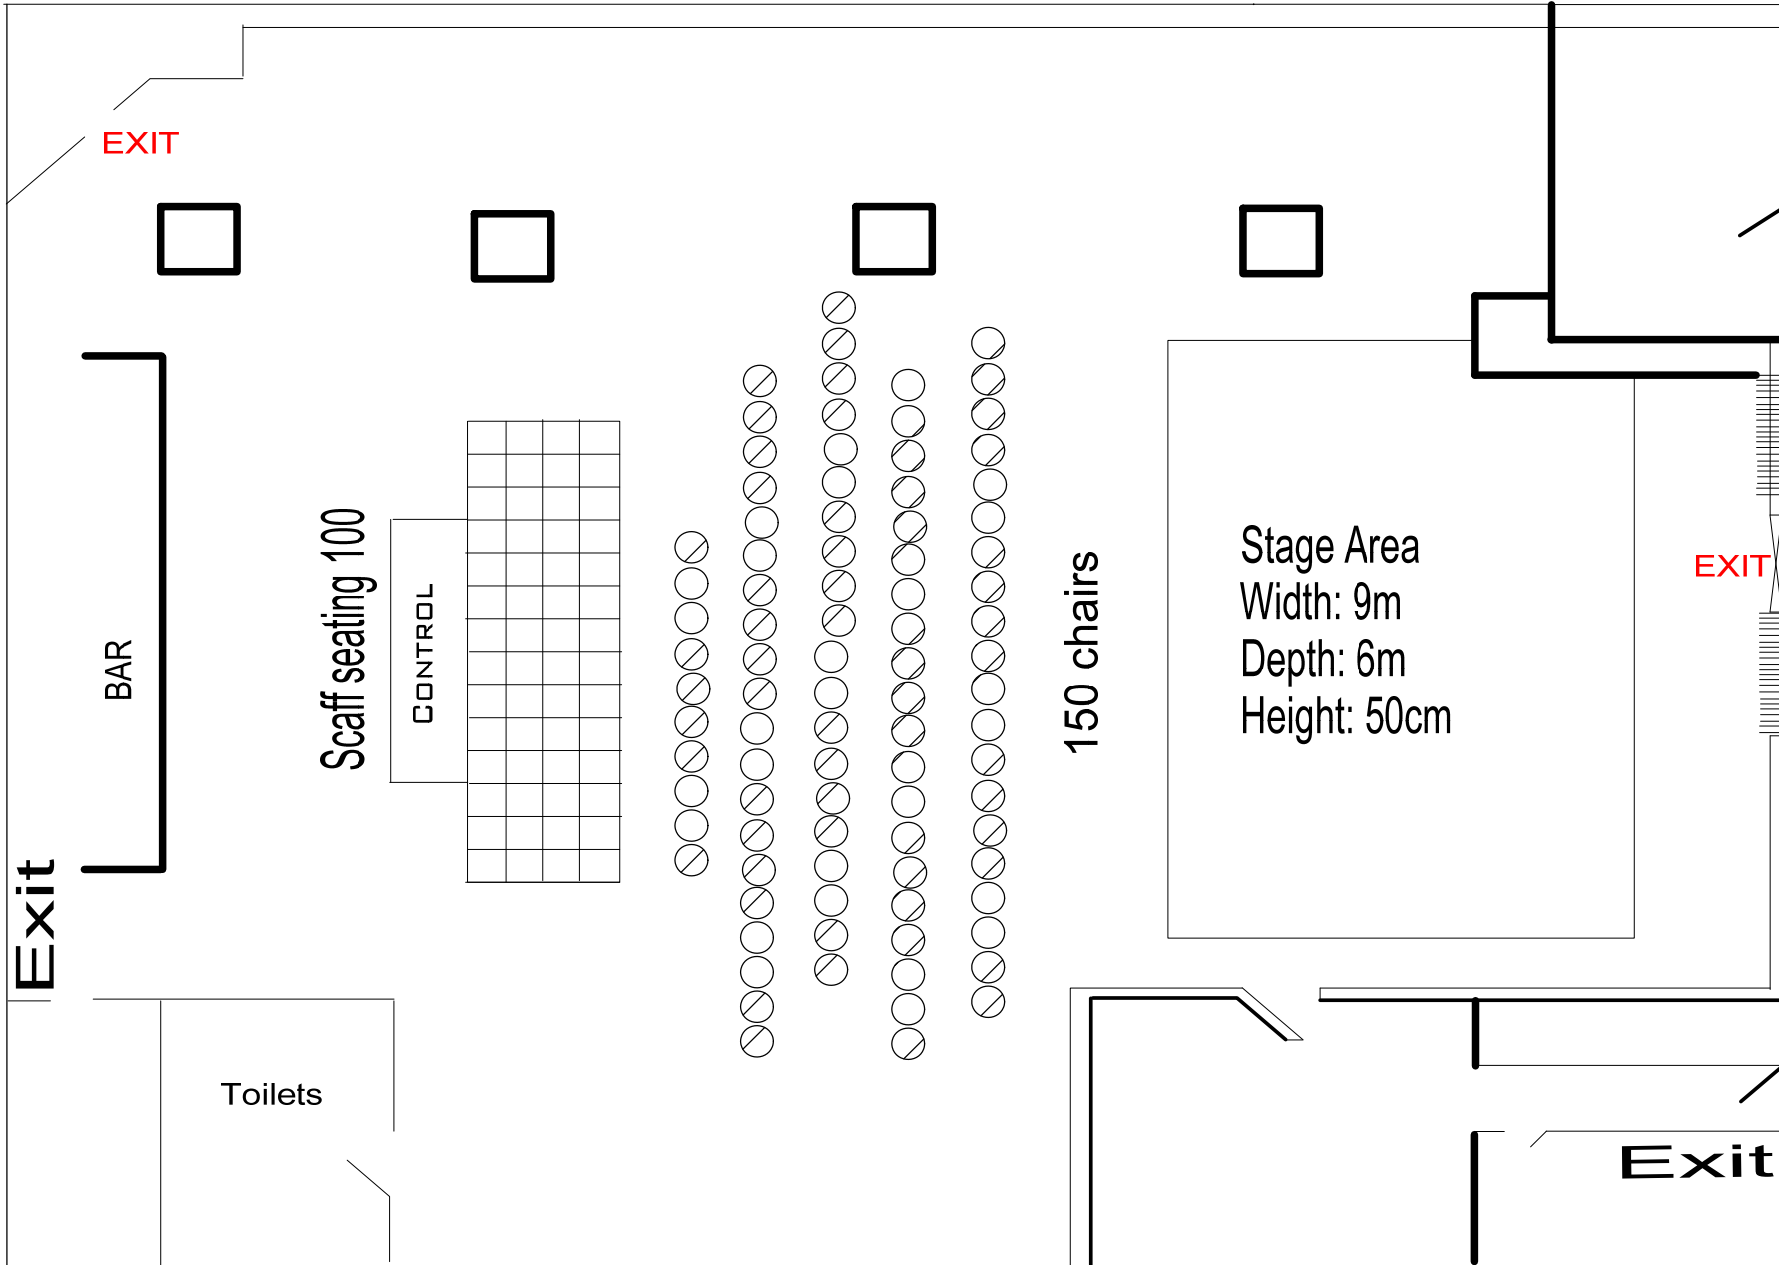 EXIT
Stage Area
Width: 9m
Depth: 6m
Height: 50cm
EXIT
150 chairs
Scaff seating 100
CONTROL
BAR
Exit
Toilets
Exit